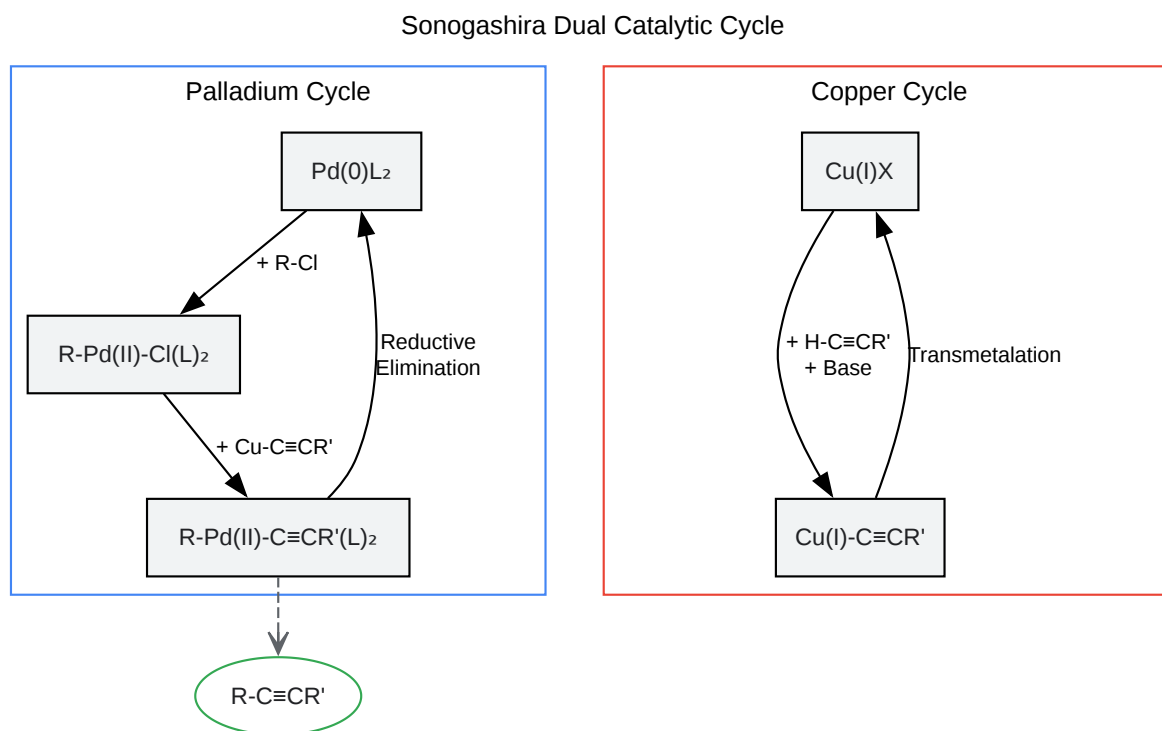 Sonogashira Dual Catalytic Cycle
Palladium Cycle
Pd(0)L₂
+ R-Cl
R-Pd(II)-Cl(L)₂
Reductive
Elimination
+ Cu-C≡CR'
R-Pd(II)-C≡CR'(L)₂
R-C≡CR'
Copper Cycle
Cu(I)X
+ H-C≡CR'
+ Base
Transmetalation
Cu(I)-C≡CR'